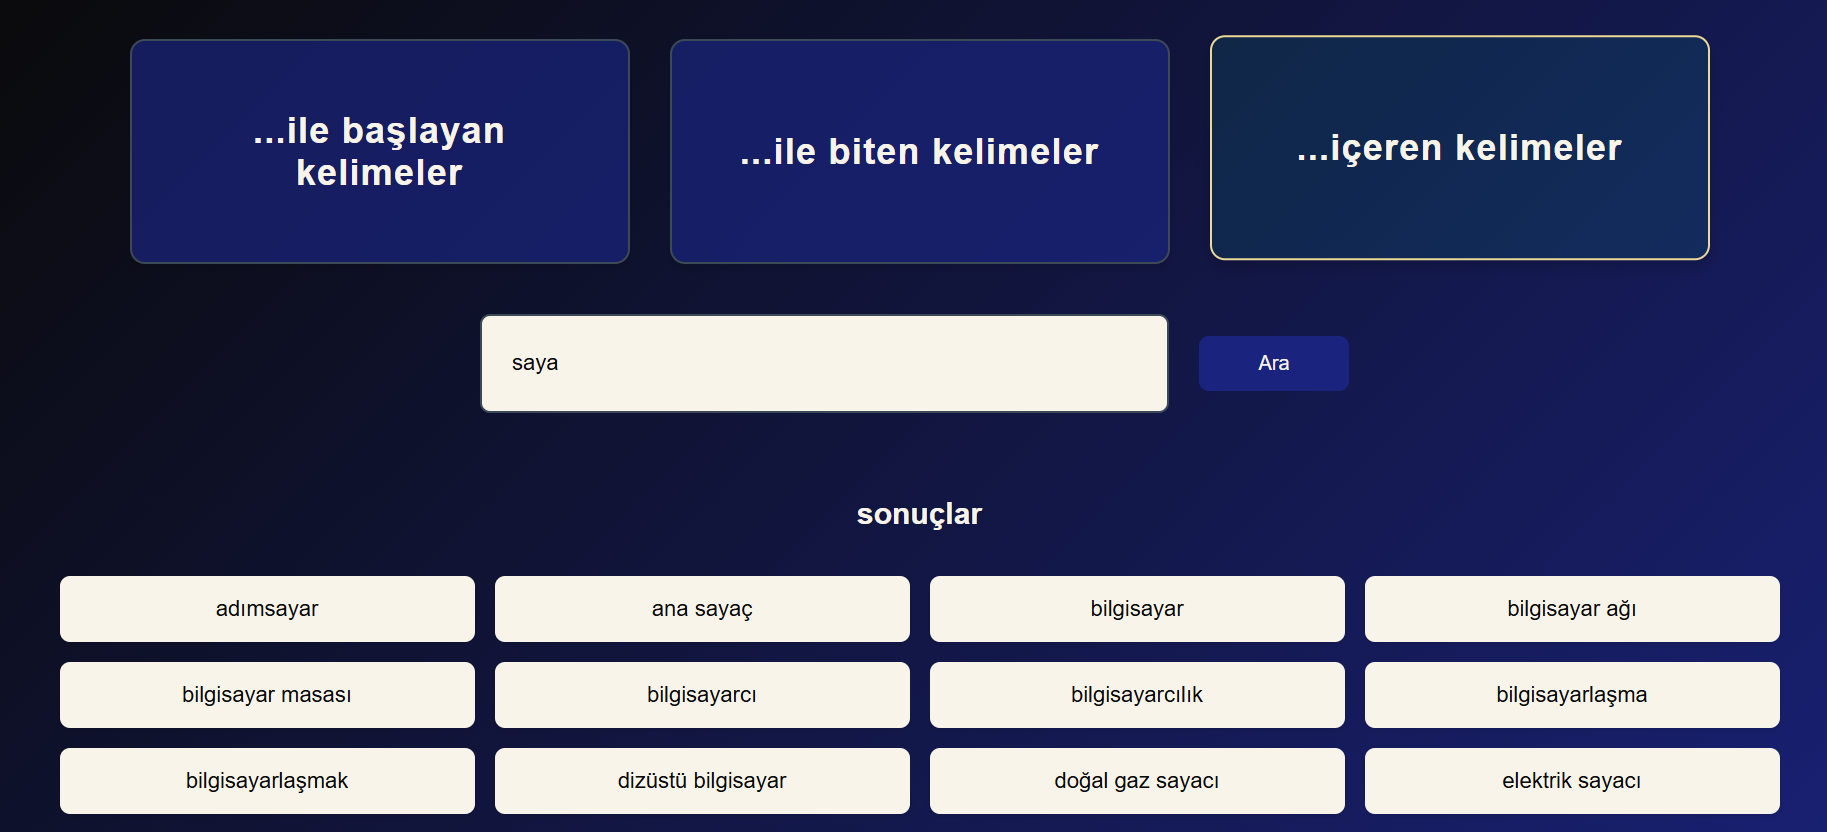 ...ile başlayan
kelimeler
...ile biten kelimeler
...içeren kelimeler
saya
Ara
sonuçlar
adımsayar
ana sayaç
bilgisayar
bilgisayar ağı
bilgisayar masası
bilgisayarcı
bilgisayarcılık
bilgisayarlaşma
bilgisayarlaşmak
dizüstü bilgisayar
doğal gaz sayacı
elektrik sayacı